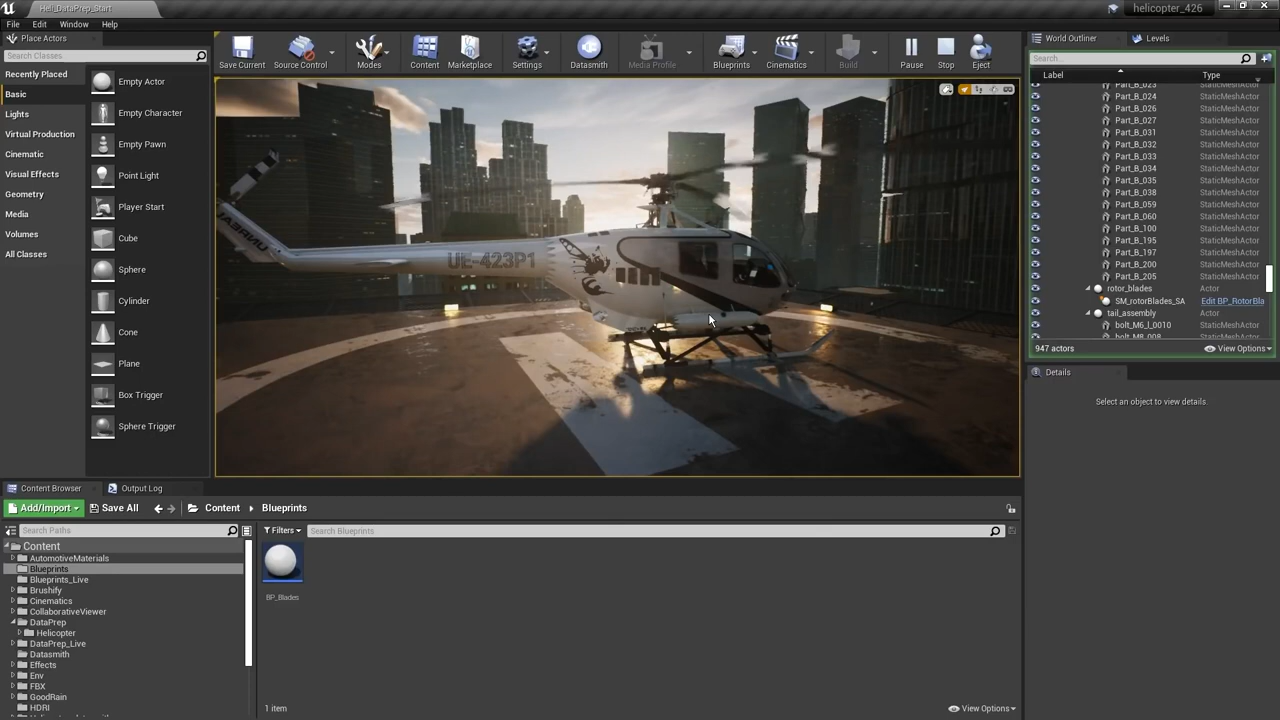 Heli_DataPrep_Start
helicopter_426
File Edit Window Help
Place Actors
Search Classes
Recently Placed
Basic
Lights
Virtual Production
Cinematic
Visual Effects
Geometry
Media
Volumes
All Classes
Empty Actor
Empty Character
Empty Pawn
Point Light
Player Start
Cube
Sphere
Cylinder
Cone
Plane
Box Trigger
Sphere Trigger
Save Current
Source Control
Modes
Content
Marketplace
Settings
Datasmith
Media Profile
Blueprints
Cinematics
Build
Pause
Stop
Eject
UE-423P1
World Outliner
Levels
Search...
Label Type
Part_B_023 StaticMeshActor
Part_B_024 StaticMeshActor
Part_B_026 StaticMeshActor
Part_B_027 StaticMeshActor
Part_B_031 StaticMeshActor
Part_B_032 StaticMeshActor
Part_B_033 StaticMeshActor
Part_B_034 StaticMeshActor
Part_B_035 StaticMeshActor
Part_B_038 StaticMeshActor
Part_B_059 StaticMeshActor
Part_B_060 StaticMeshActor
Part_B_100 StaticMeshActor
Part_B_195 StaticMeshActor
Part_B_197 StaticMeshActor
Part_B_200 StaticMeshActor
Part_B_205 StaticMeshActor
rotor_blades Actor
SM_rotorBlades_SA Edit BP_RotorBla
tail_assembly Actor
bolt_M6_l_0010 StaticMeshActor
bolt_M8_008 StaticMeshActor
947 actors
View Options
Details
Select an object to view details.
Content Browser
Output Log
Add/Import
Save All
Content
Blueprints
Search Paths
Filters
Search Blueprints
Content
AutomotiveMaterials
Blueprints
Blueprints_Live
Brushify
Cinematics
CollaborativeViewer
DataPrep
Helicopter
DataPrep_Live
Datasmith
Effects
Env
FBX
GoodRain
HDRI
BP_Blades
1 item
View Options